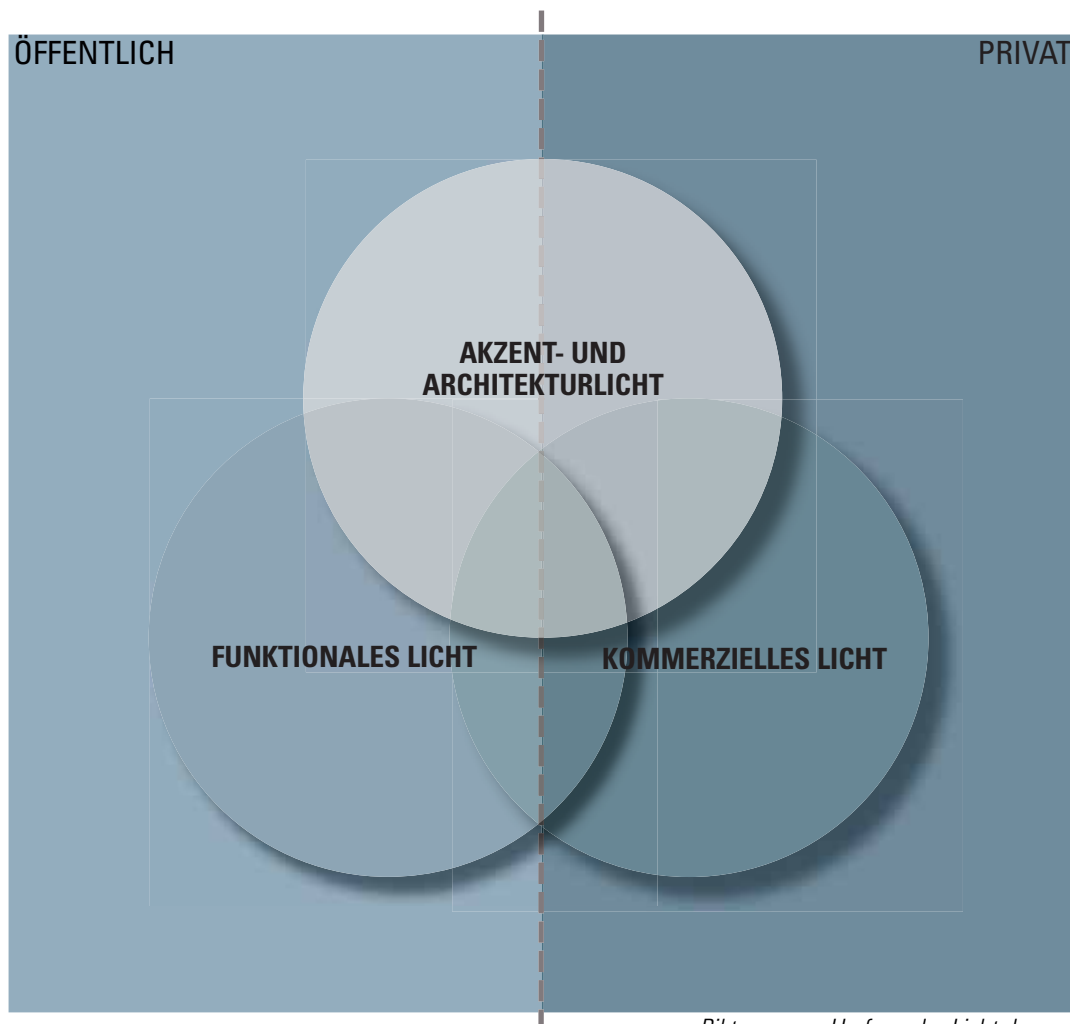 ÖFFENTLICH
PRIVAT
AKZENT- UND
ARCHITEKTURLICHT
FUNKTIONALES LICHT
KOMMERZIELLES LICHT